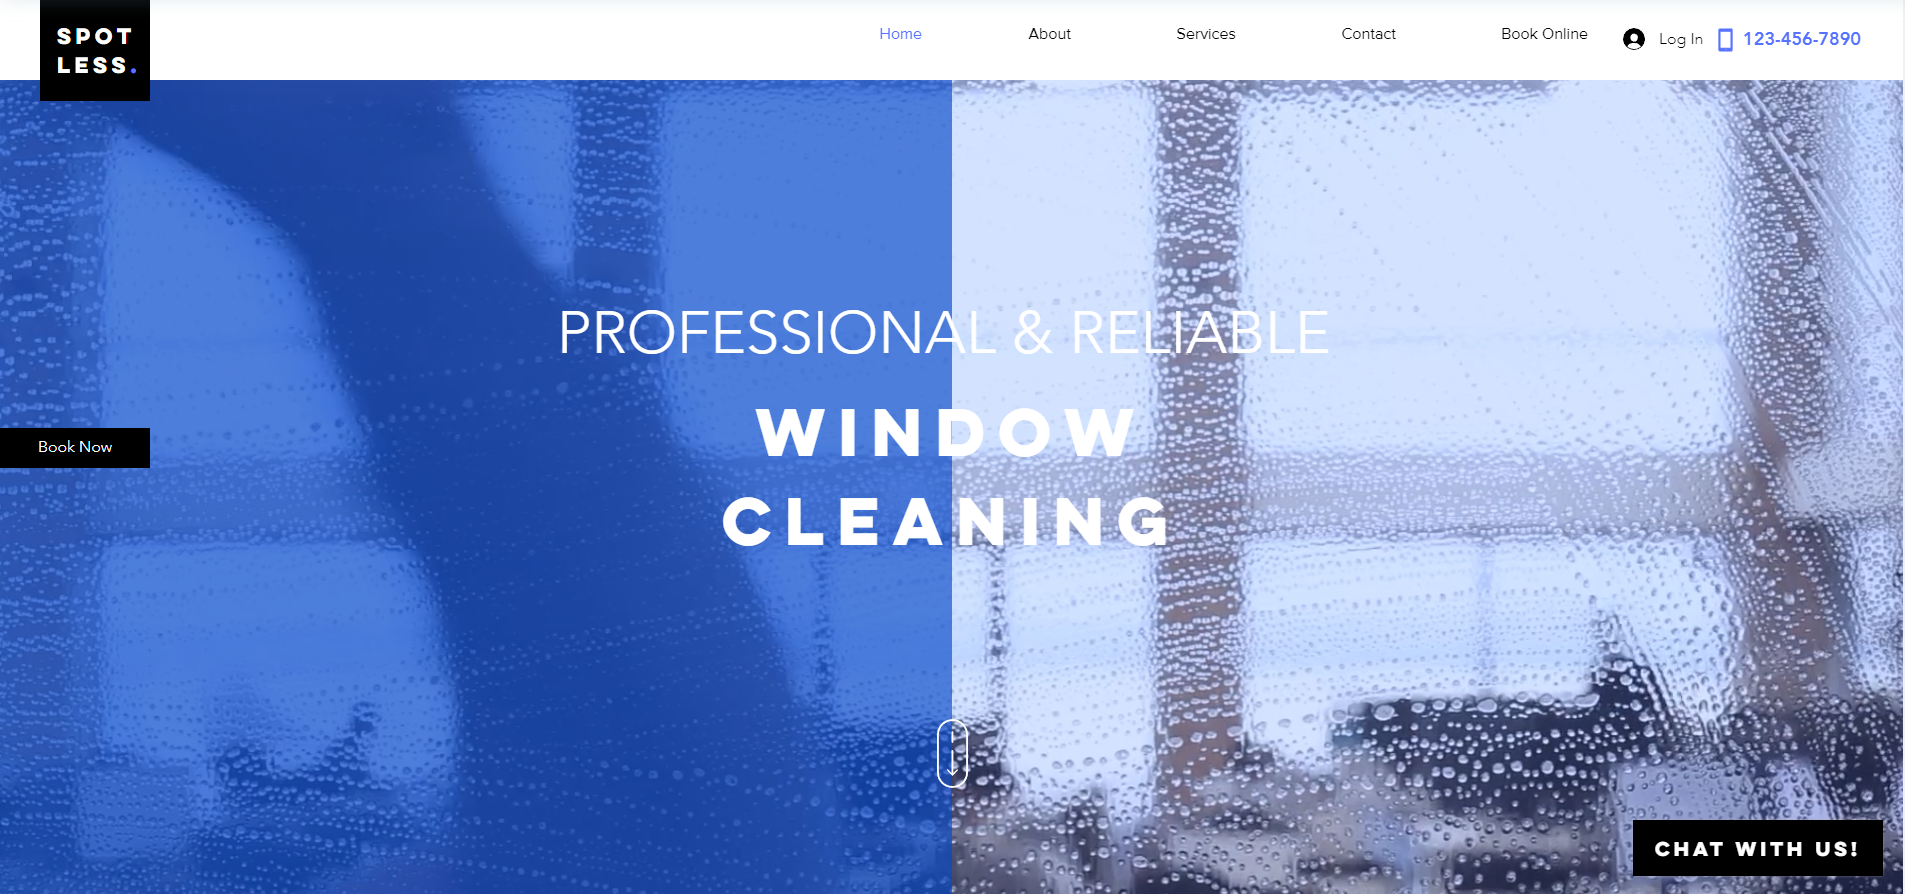 SPOT
LESS.
Home
About
Services
Contact
Book Online
Log In
123-456-7890
PROFESSIONAL & RELIABLE
WINDOW
CLEANING
Book Now
CHAT WITH US!